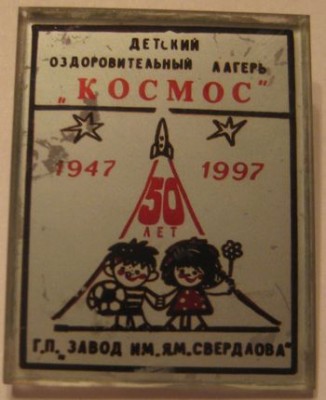 ДЕТСКИЙ
ОЗДОРОВИТЕЛЬНЫЙ ЛАГЕРЬ
"КОСМОС"
1947 1997
50
ЛЕТ
Г.П. "ЗАВОД ИМ.Я.М.СВЕРДЛОВА"